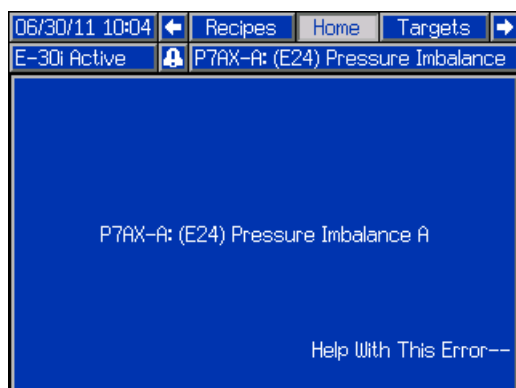 06/30/11 10:04 Recipes Home Targets
E-30i Active P7AX-A: (E24) Pressure Imbalance
P7AX-A: (E24) Pressure Imbalance A
Help With This Error--